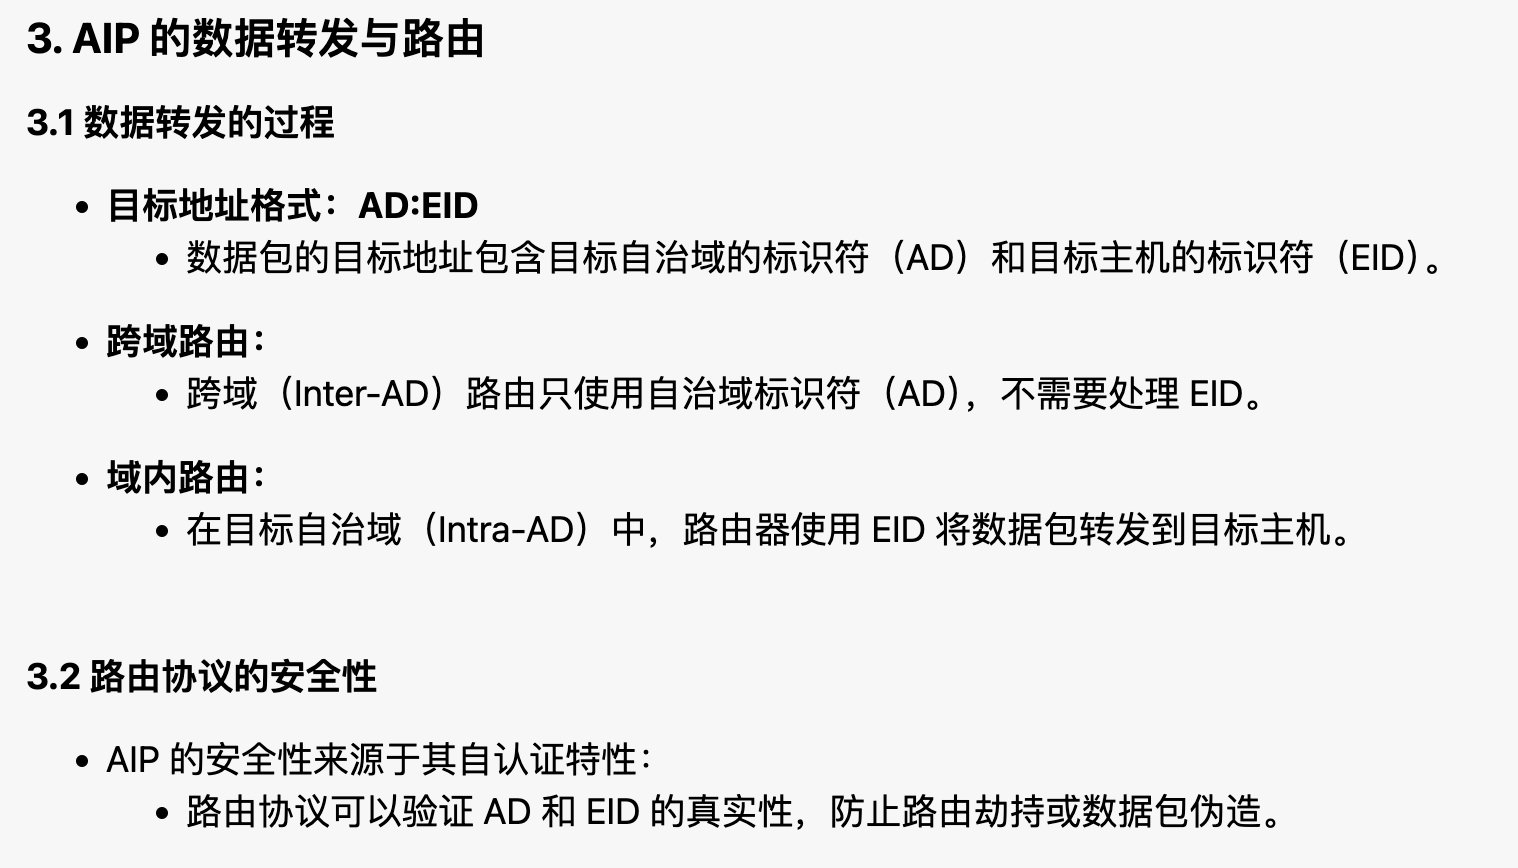 3. AIP 的数据转发与路由
3.1 数据转发的过程
• 目标地址格式：AD:EID
• 数据包的目标地址包含目标自治域的标识符（AD）和目标主机的标识符（EID）。
• 跨域路由：
• 跨域（Inter-AD）路由只使用自治域标识符（AD），不需要处理 EID。
• 域内路由：
• 在目标自治域（Intra-AD）中，路由器使用 EID 将数据包转发到目标主机。
3.2 路由协议的安全性
• AIP 的安全性来源于其自认证特性：
• 路由协议可以验证 AD 和 EID 的真实性，防止路由劫持或数据包伪造。